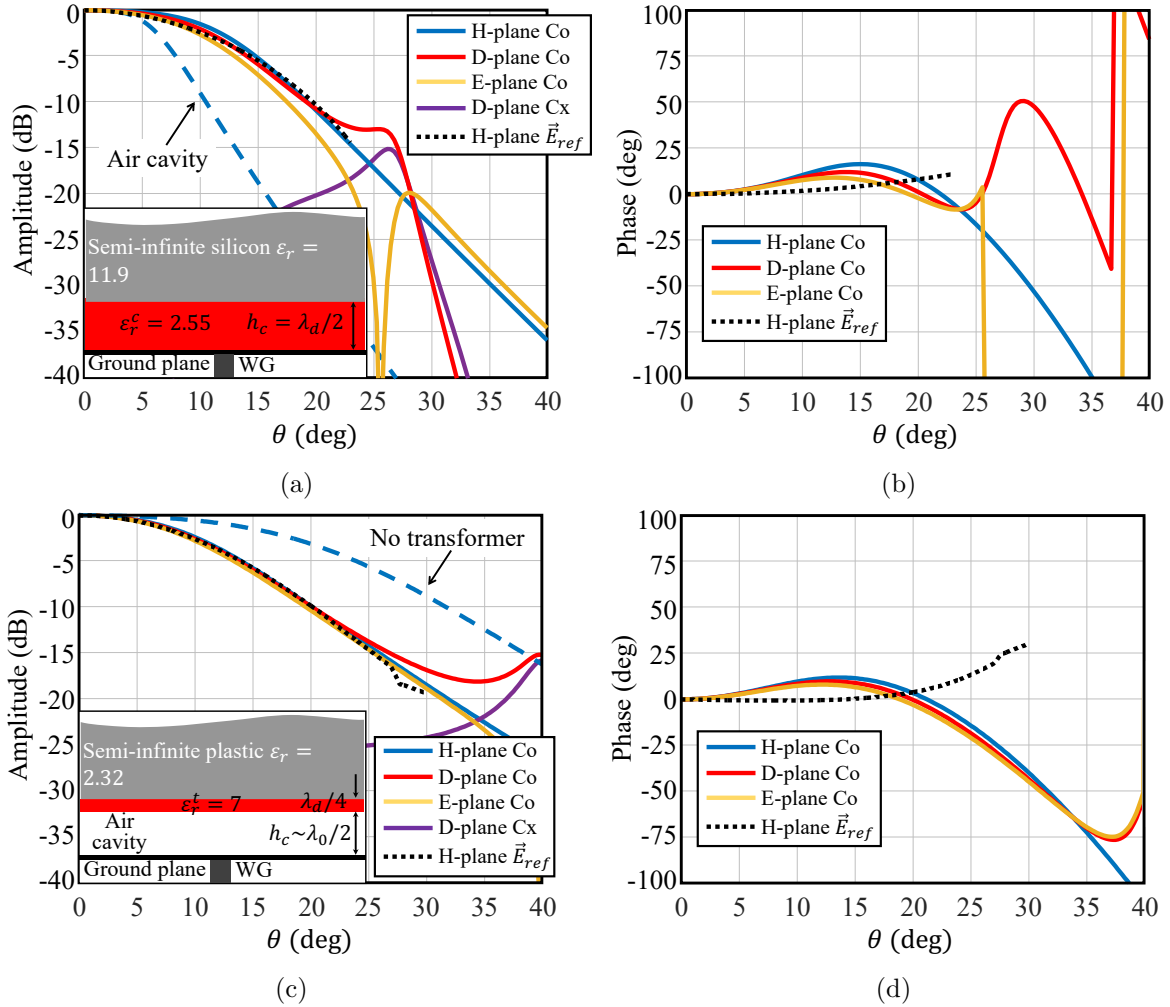 0
-5
-10
-15
-20
-25
-30
-35
-40
Amplitude (dB)
H-plane Co
D-plane Co
E-plane Co
D-plane Cx
H-plane E⃗_ref
Air cavity
Semi-infinite silicon ε_r =
11.9
ε_r^c = 2.55 h_c = λ_d/2
Ground plane WG
0 5 10 15 20 25 30 35 40
θ (deg)
(a)
100
75
50
25
0
-25
-50
-75
-100
Phase (deg)
H-plane Co
D-plane Co
E-plane Co
H-plane E⃗_ref
0 5 10 15 20 25 30 35 40
θ (deg)
(b)
0
-5
-10
-15
-20
-25
-30
-35
-40
Amplitude (dB)
No transformer
Semi-infinite plastic ε_r =
2.32
ε_r^t = 7 λ_d/4
Air
cavity
h_c~λ_0/2
Ground plane WG
H-plane Co
D-plane Co
E-plane Co
D-plane Cx
H-plane E⃗_ref
0 5 10 15 20 25 30 35 40
θ (deg)
(c)
100
75
50
25
0
-25
-50
-75
-100
Phase (deg)
H-plane Co
D-plane Co
E-plane Co
H-plane E⃗_ref
0 5 10 15 20 25 30 35 40
θ (deg)
(d)